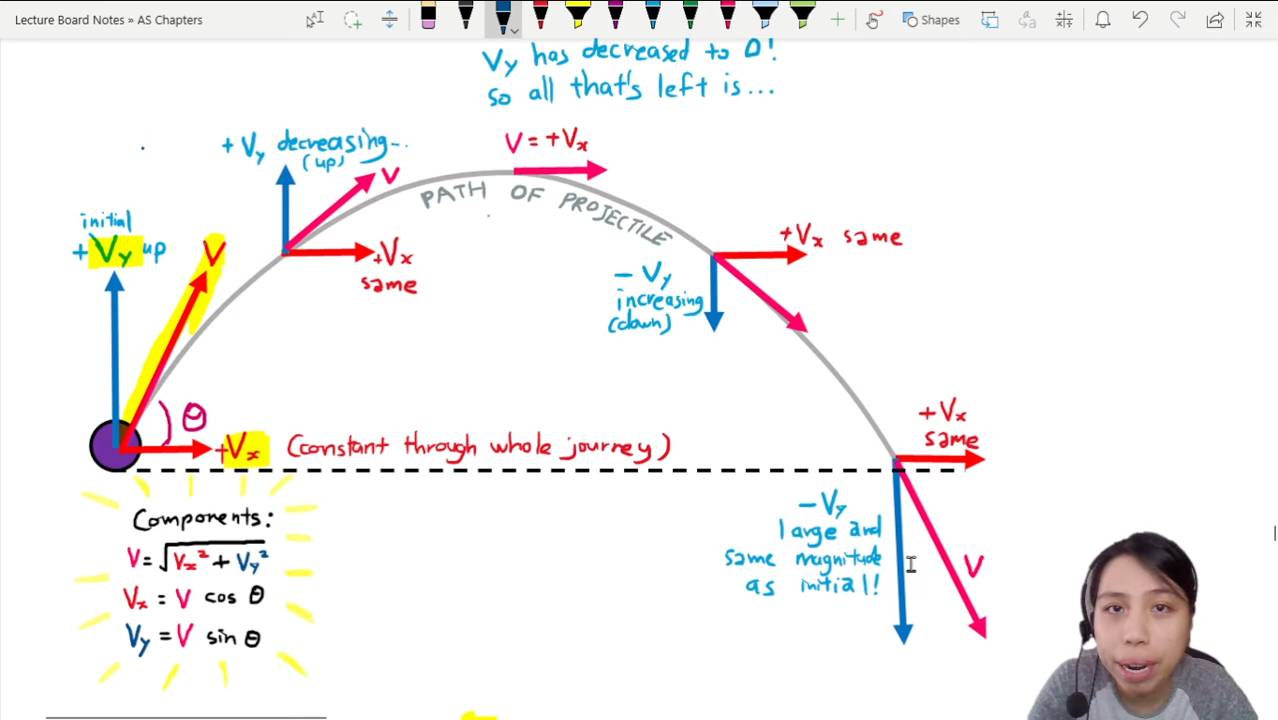 Lecture Board Notes » AS Chapters
Shapes
Vy has decreased to 0!
so all that's left is...
+ Vy decreasing...
(up)
V
V = +Vx
PATH OF PROJECTILE
initial
+ Vy up
V
+Vx
same
+Vx same
- Vy
increasing
(down)
θ
+Vx (constant through whole journey)
+Vx
same
Components:
V = √Vx² + Vy²
Vx = V cos θ
Vy = V sin θ
- Vy
large and
same magnitude
as initial!
V